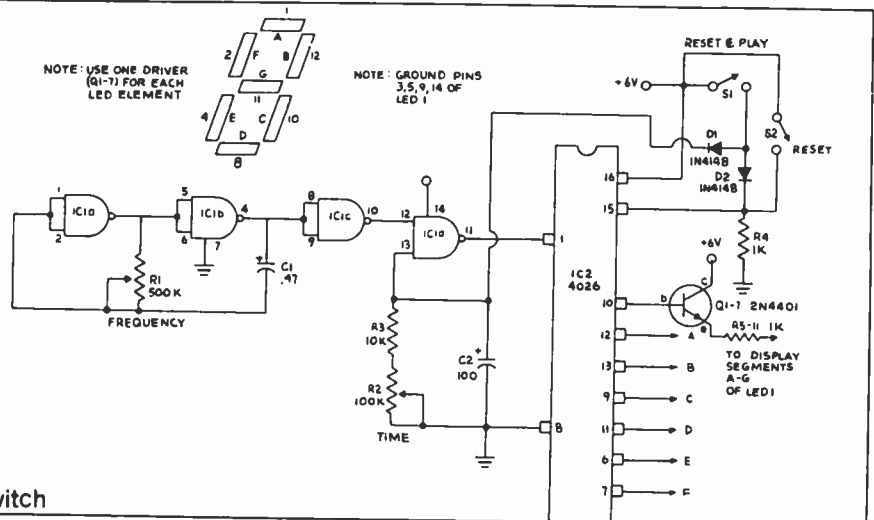 NOTE: USE ONE DRIVER
(Q1-7) FOR EACH
LED ELEMENT
1
A
2
F
B
12
G
11
4
E
C
10
D
8
NOTE: GROUND PINS
3,5,9,14 OF
LED 1
RESET & PLAY
+6V
S1
S2
RESET
D1
1N4148
D2
1N4148
16
15
R4
1K
1
2
IC1a
5
6
IC1b
4
7
8
9
IC1c
10
12
13
14
IC1d
11
R1
500K
FREQUENCY
+
C1
.47
R3
10K
R2
100K
TIME
+
C2
100
1
8
IC2
4026
+6V
C
b
e
Q1-7 2N4401
R5-11 1K
TO DISPLAY
SEGMENTS
A-G
OF LED1
10
12 A
13 B
9 C
11 D
6 E
7 F
witch